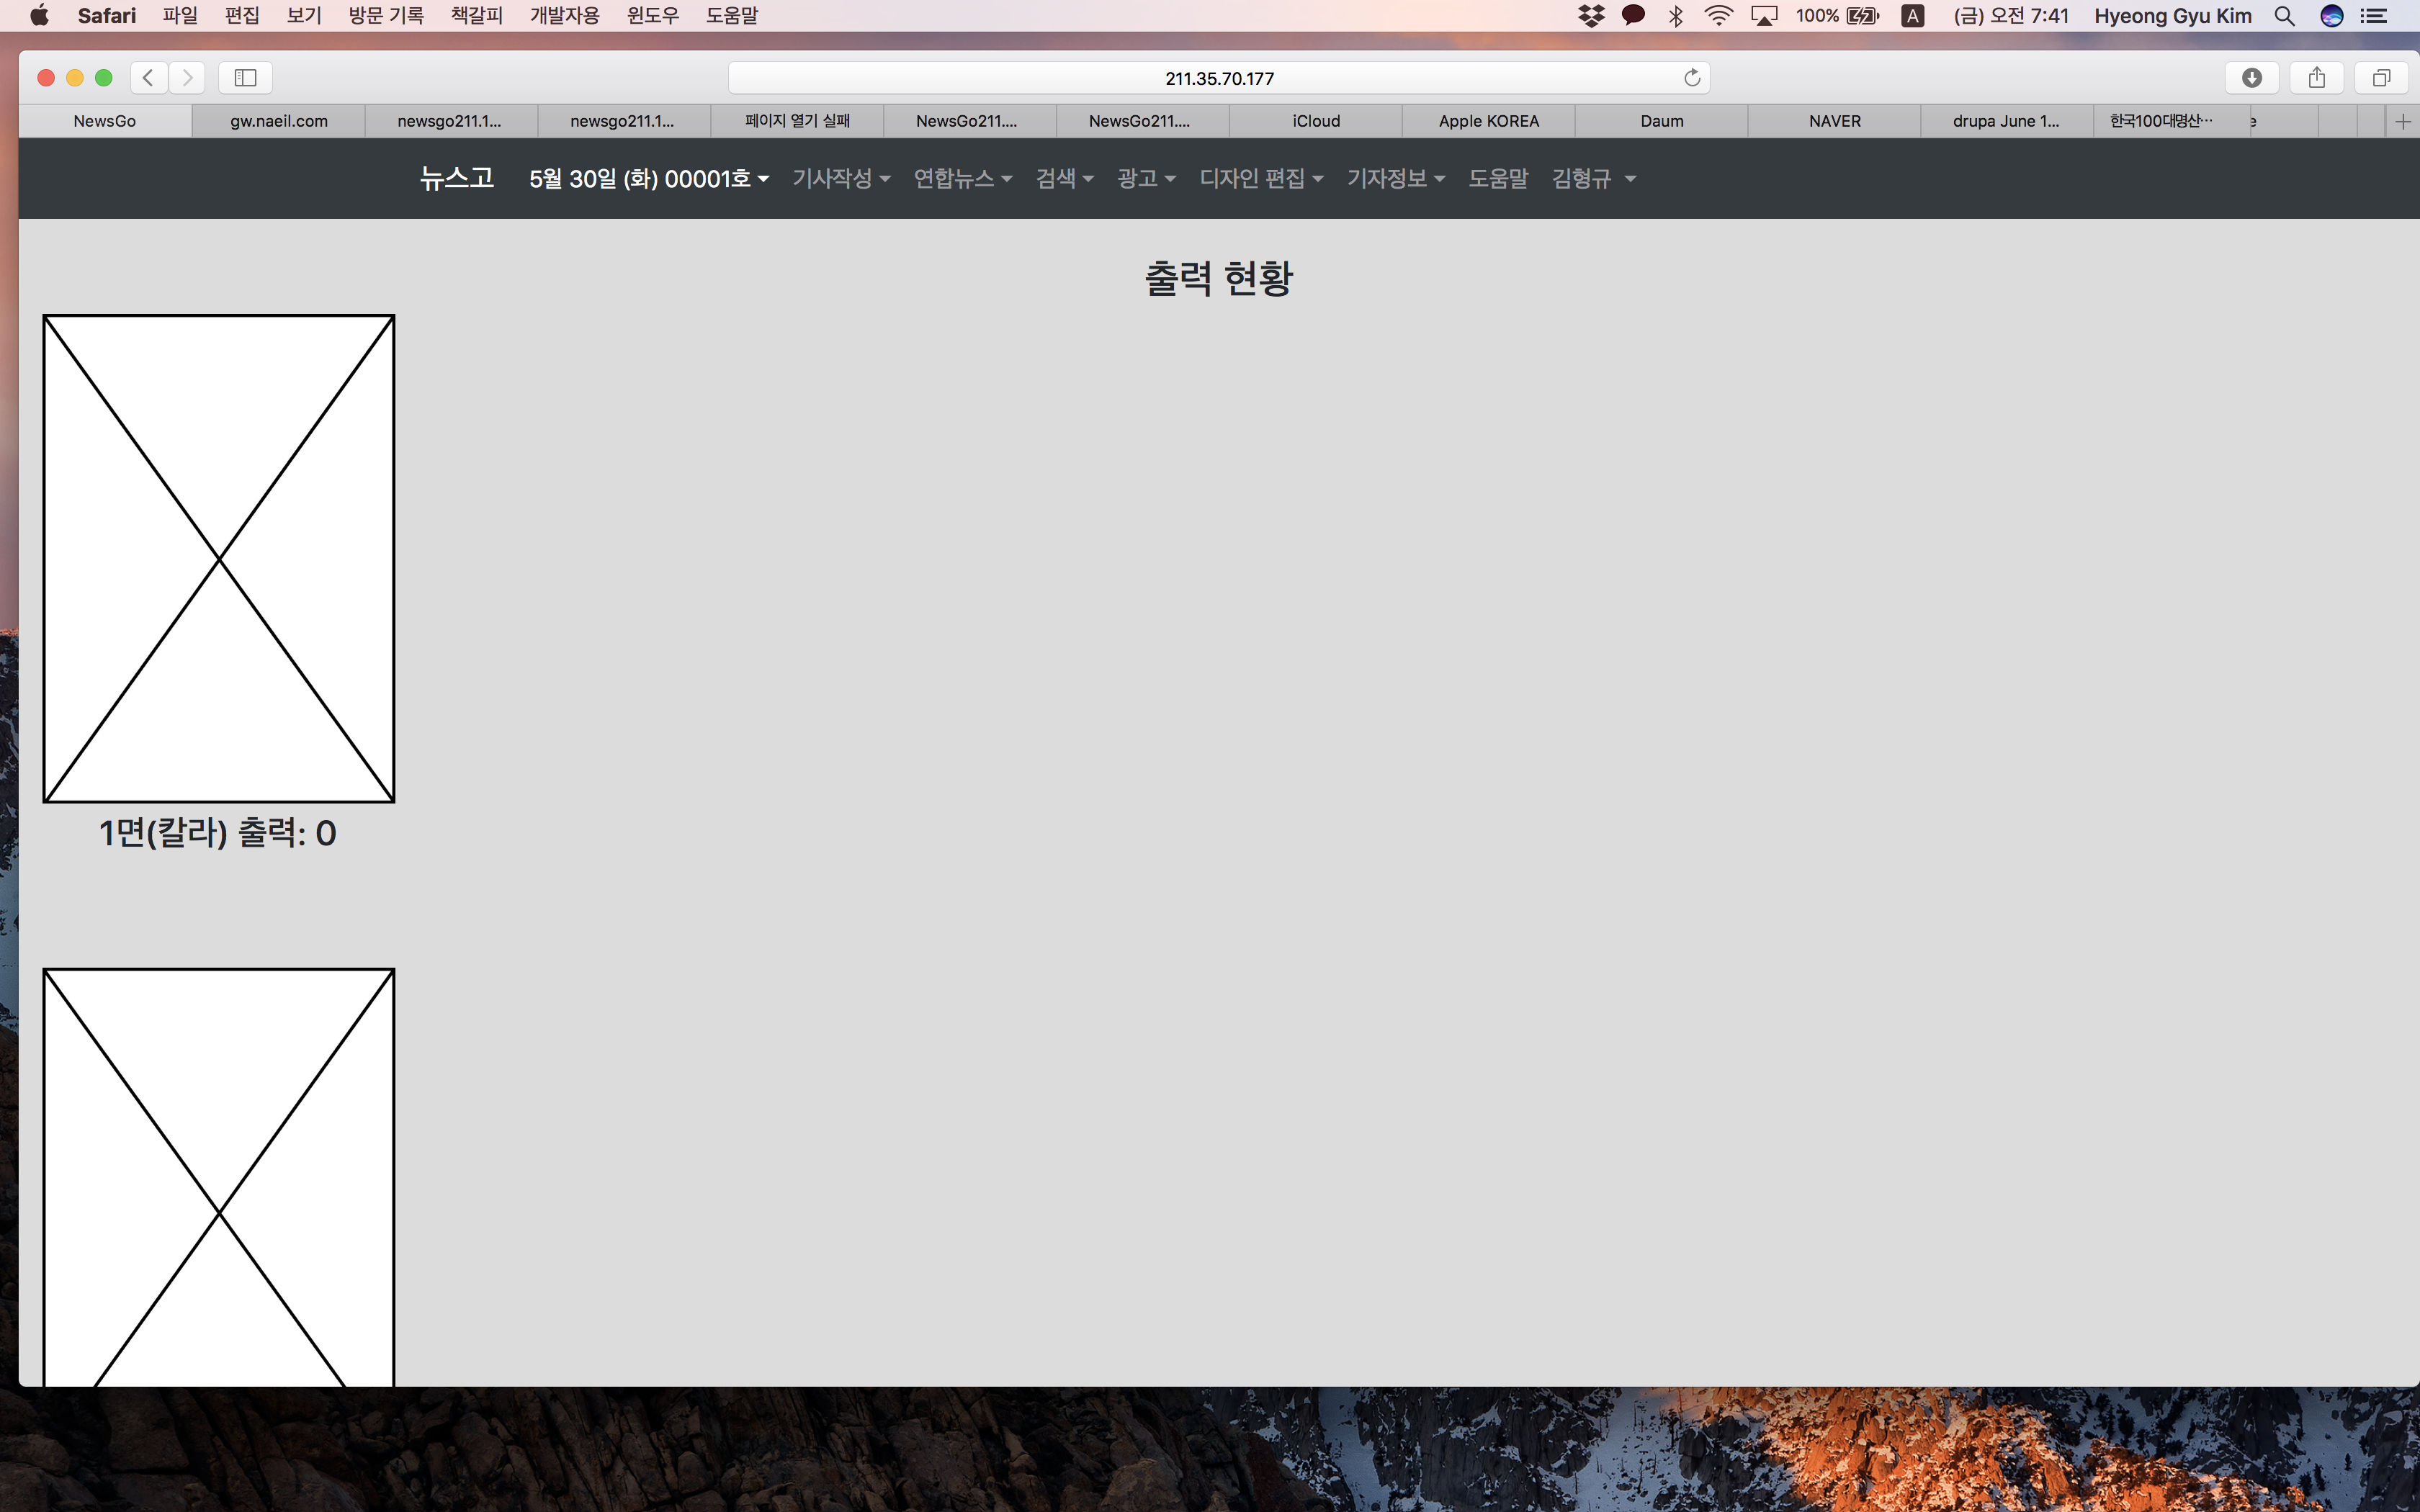 Safari 파일 편집 보기 방문 기록 책갈피 개발자용 윈도우 도움말 100% A (금) 오전 7:41 Hyeong Gyu Kim
211.35.70.177
NewsGo gw.naeil.com newsgo211.1... newsgo211.1... 페이지 열기 실패 NewsGo211.... NewsGo211.... iCloud Apple KOREA Daum NAVER drupa June 1... 한국100대명산…
뉴스고 5월 30일 (화) 00001호 기사작성 연합뉴스 검색 광고 디자인 편집 기자정보 도움말 김형규
출력 현황
1면(칼라) 출력: 0